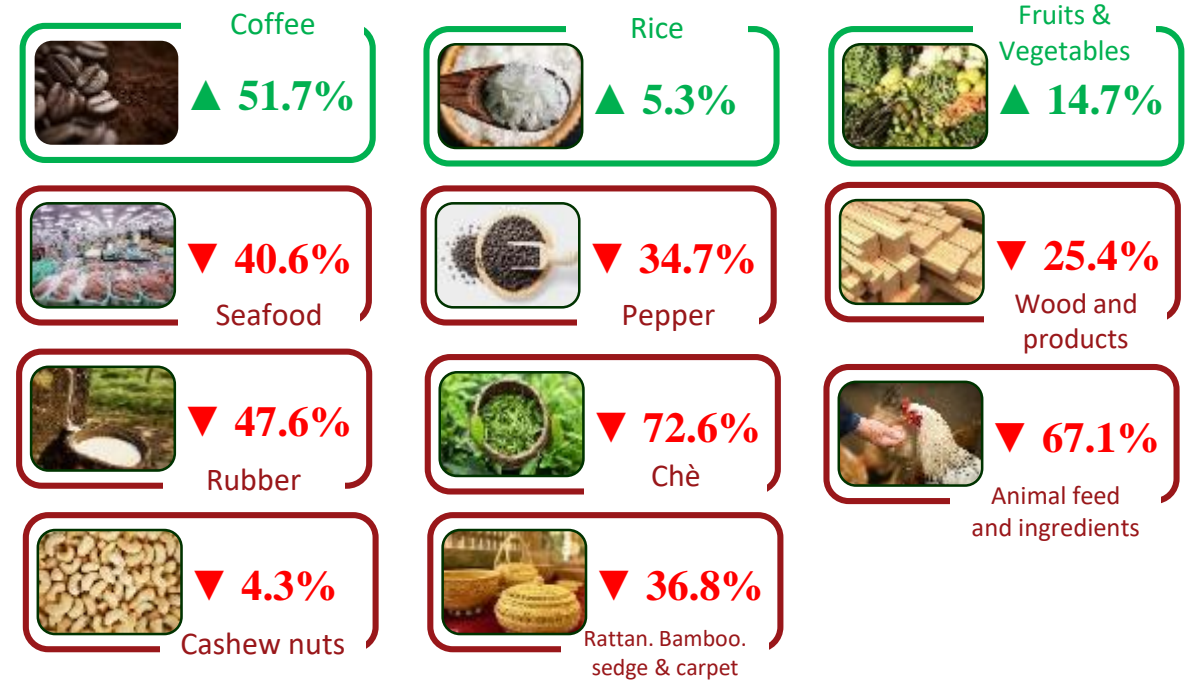 Coffee
▲ 51.7%
Rice
▲ 5.3%
Fruits &
Vegetables
▲ 14.7%
▼ 40.6%
Seafood
▼ 34.7%
Pepper
▼ 25.4%
Wood and
products
▼ 47.6%
Rubber
▼ 72.6%
Chè
▼ 67.1%
Animal feed
and ingredients
▼ 4.3%
Cashew nuts
▼ 36.8%
Rattan. Bamboo.
sedge & carpet